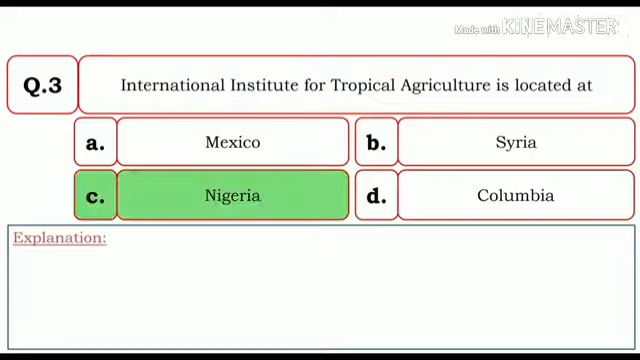 Made with KINEMASTER
Q.3 International Institute for Tropical Agriculture is located at
a. Mexico b. Syria
c. Nigeria d. Columbia
Explanation: